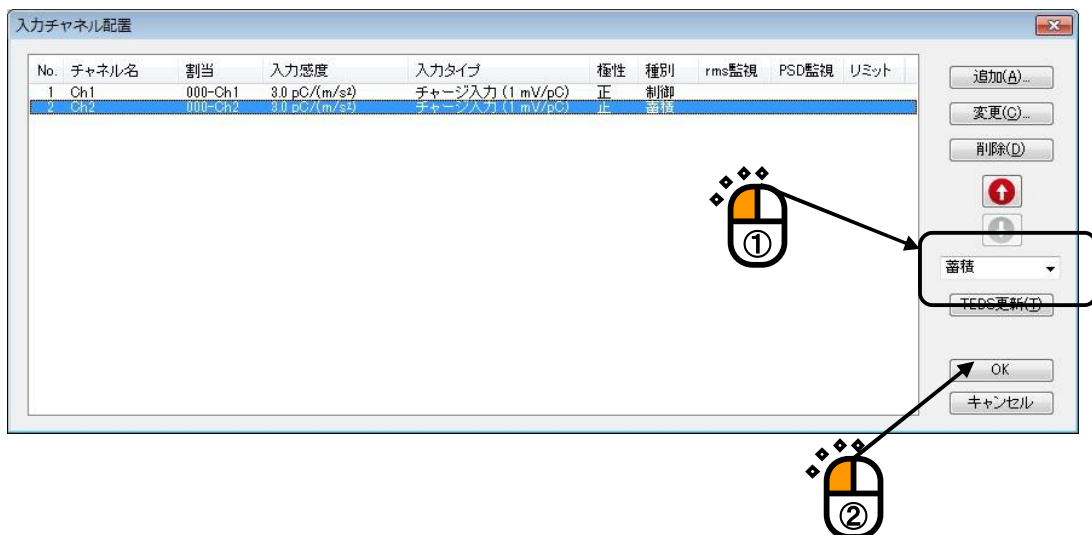 入力チャネル配置
No. チャネル名 割当 入力感度 入力タイプ 極性 種別 rms監視 PSD監視 リミット
1 Ch1 000-Ch1 3.0 pC/(m/s²) チャージ入力 (1 mV/pC) 正 制御
2 Ch2 000-Ch2 3.0 pC/(m/s²) チャージ入力 (1 mV/pC) 正 蓄積
追加(A)...
変更(C)...
削除(D)
①
蓄積
TEDS更新(T)
OK
キャンセル
②